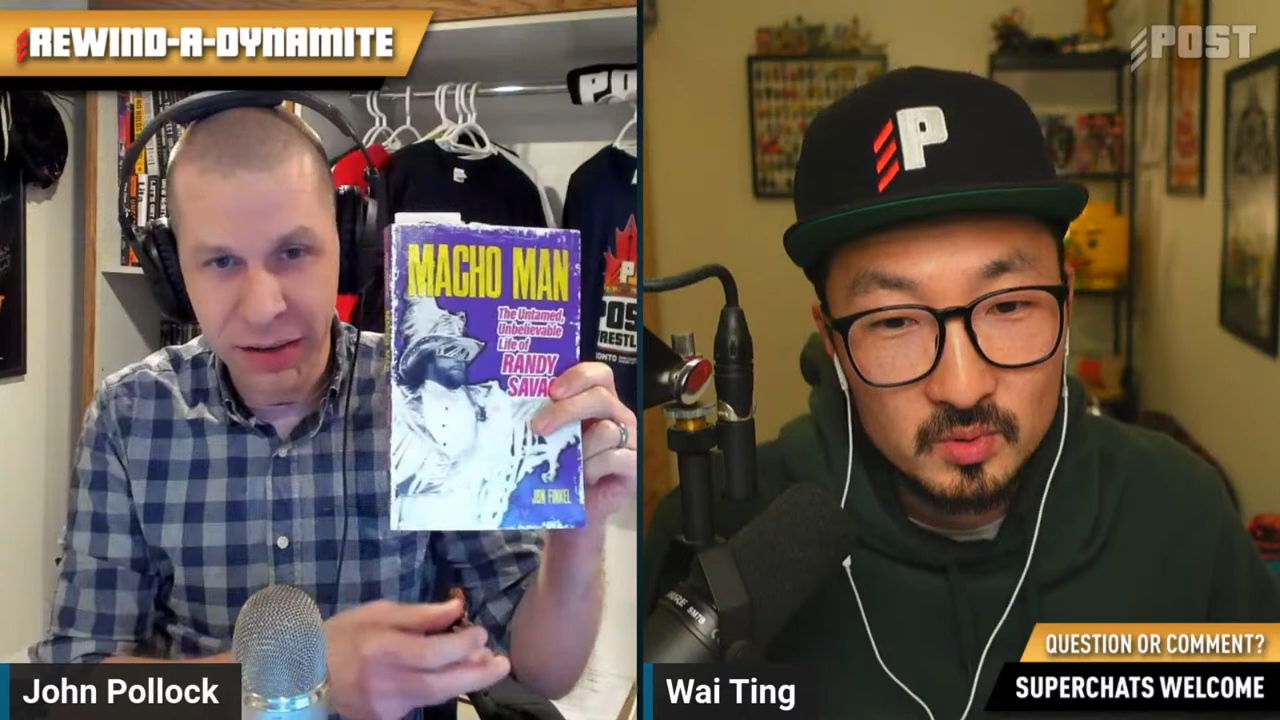 REWIND-A-DYNAMITE
POST
MACHO MAN
The Untamed,
Unbelievable
Life of
RANDY
SAVAG
JON FINKEL
P
John Pollock
Wai Ting
QUESTION OR COMMENT?
SUPERCHATS WELCOME